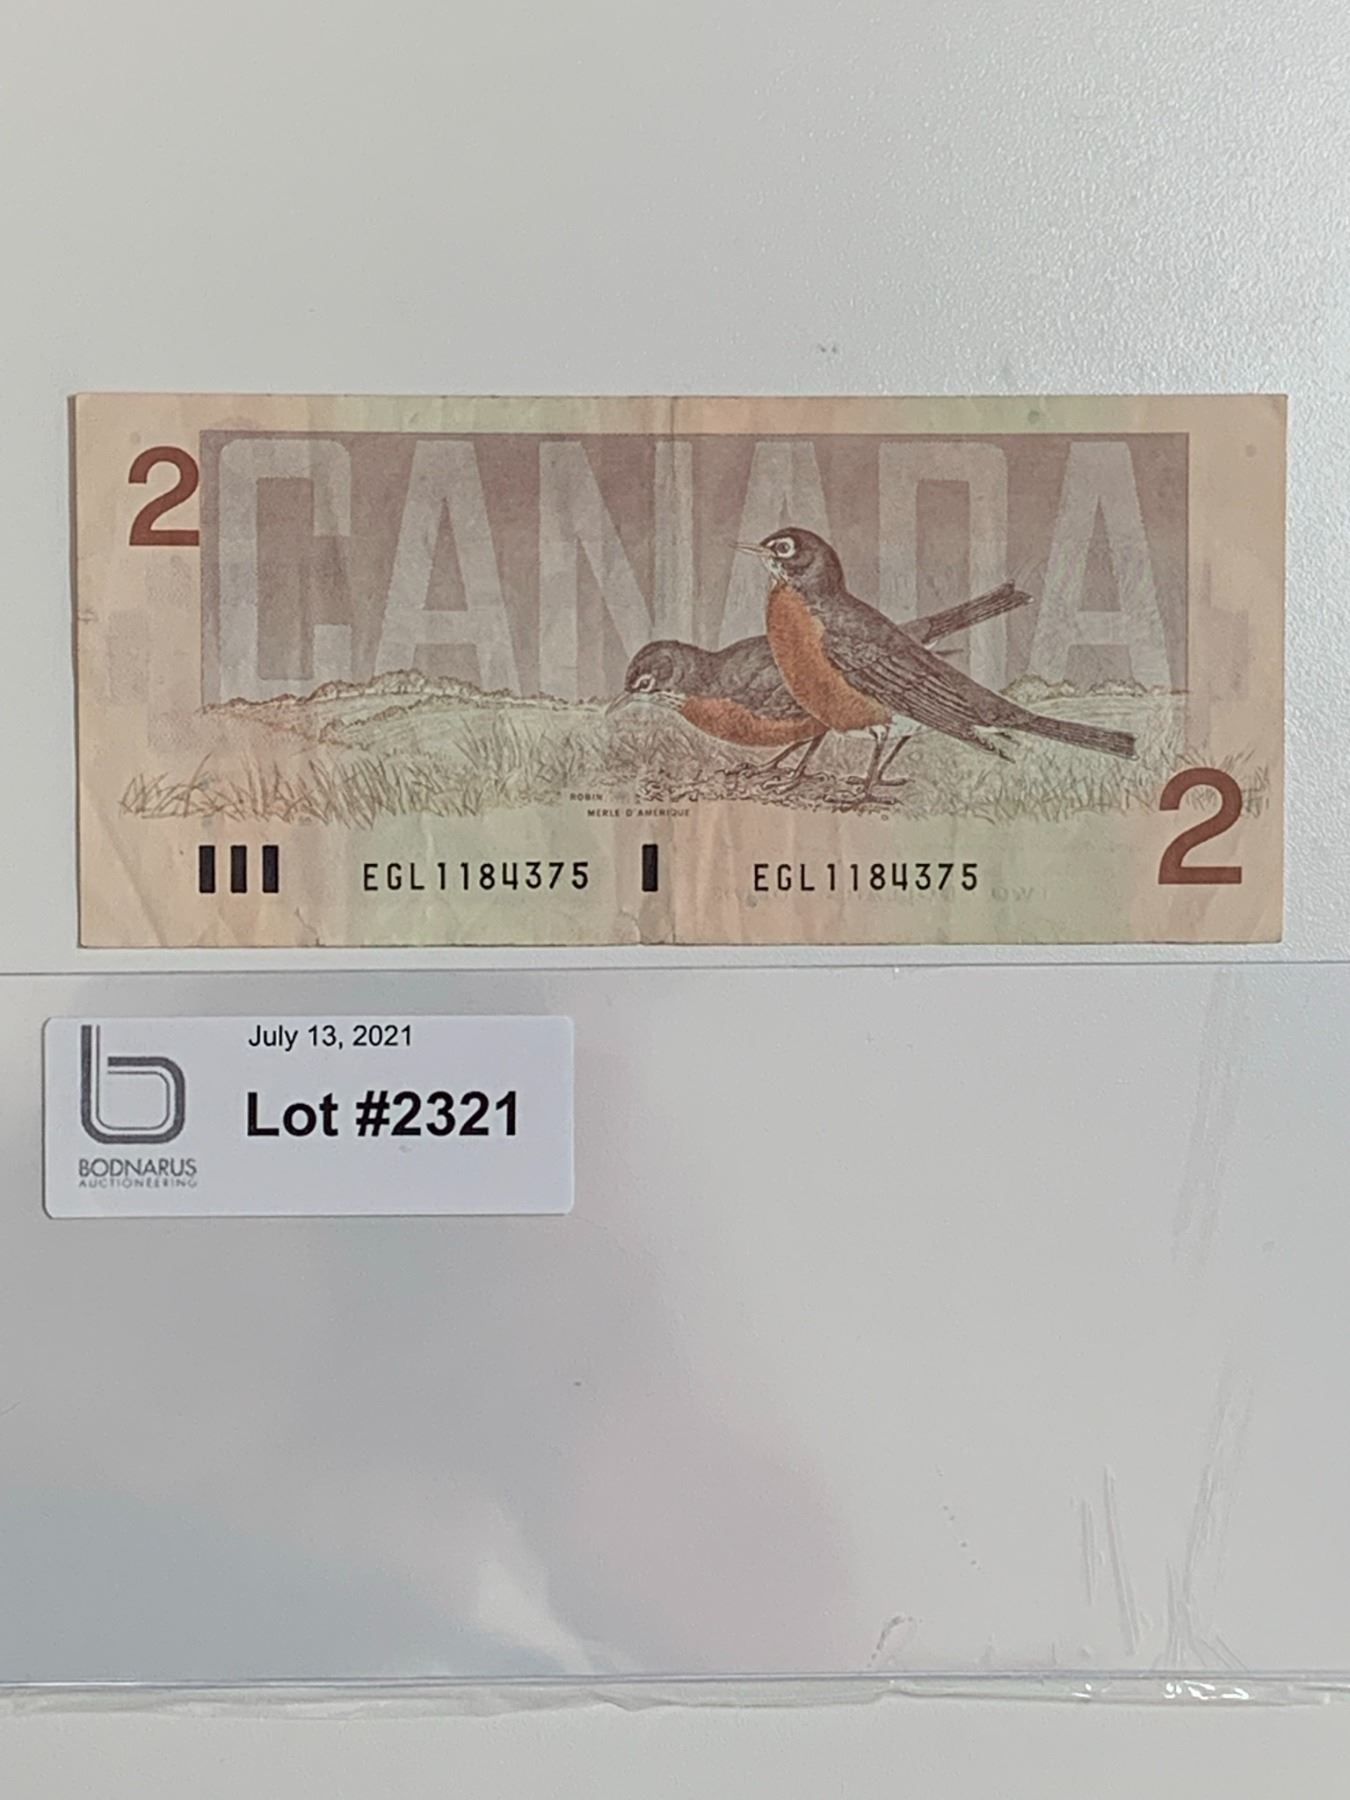 2 CANADA
ROBIN
MERLE D'AMÉRIQUE
2
EGL1184375 EGL1184375
July 13, 2021
Lot #2321
BODNARUS
AUCTIONEERING